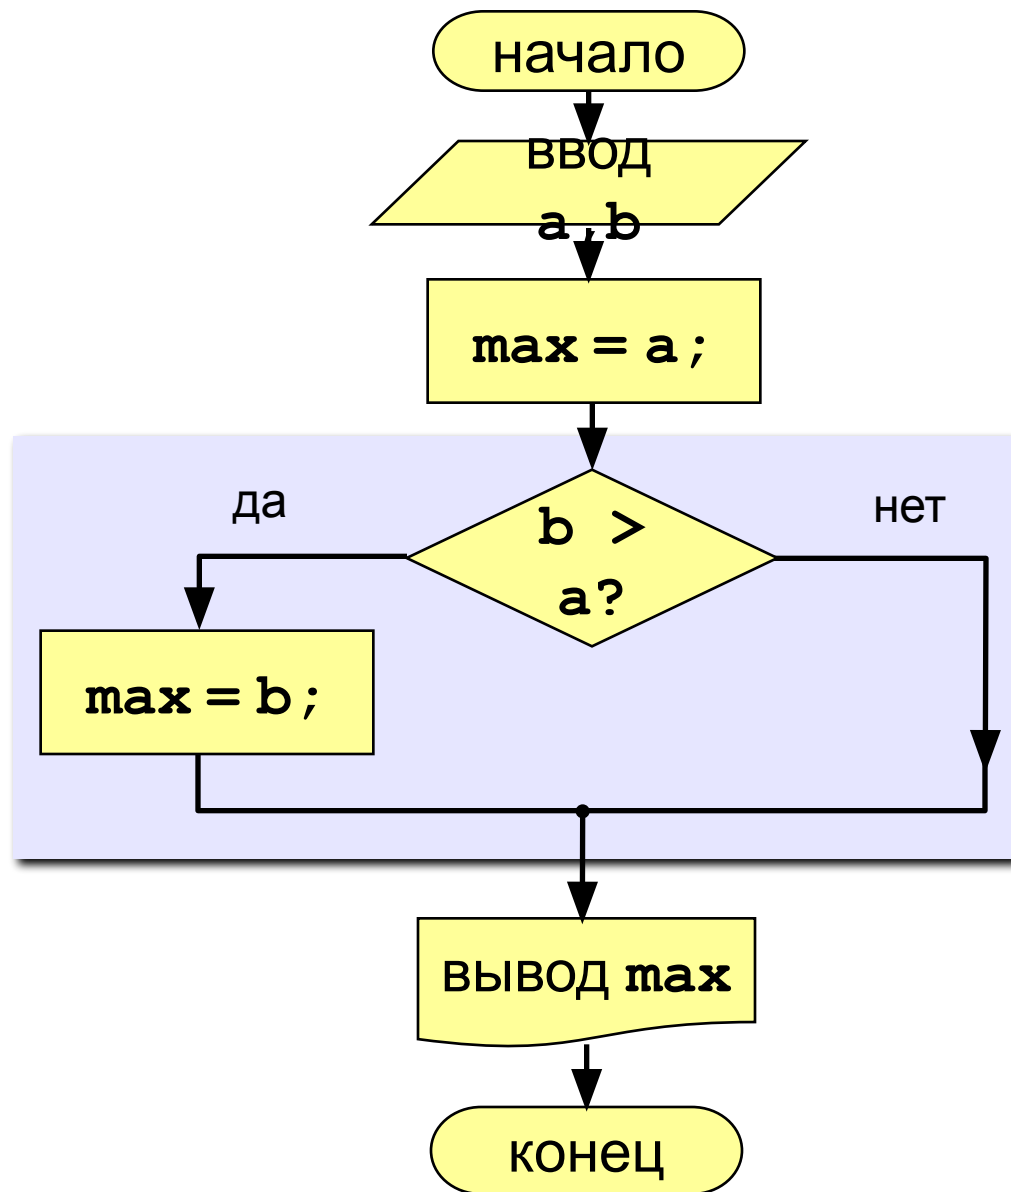 начало
ввод
a,b
max = a;
да
нет
b >
a?
max = b;
вывод max
конец